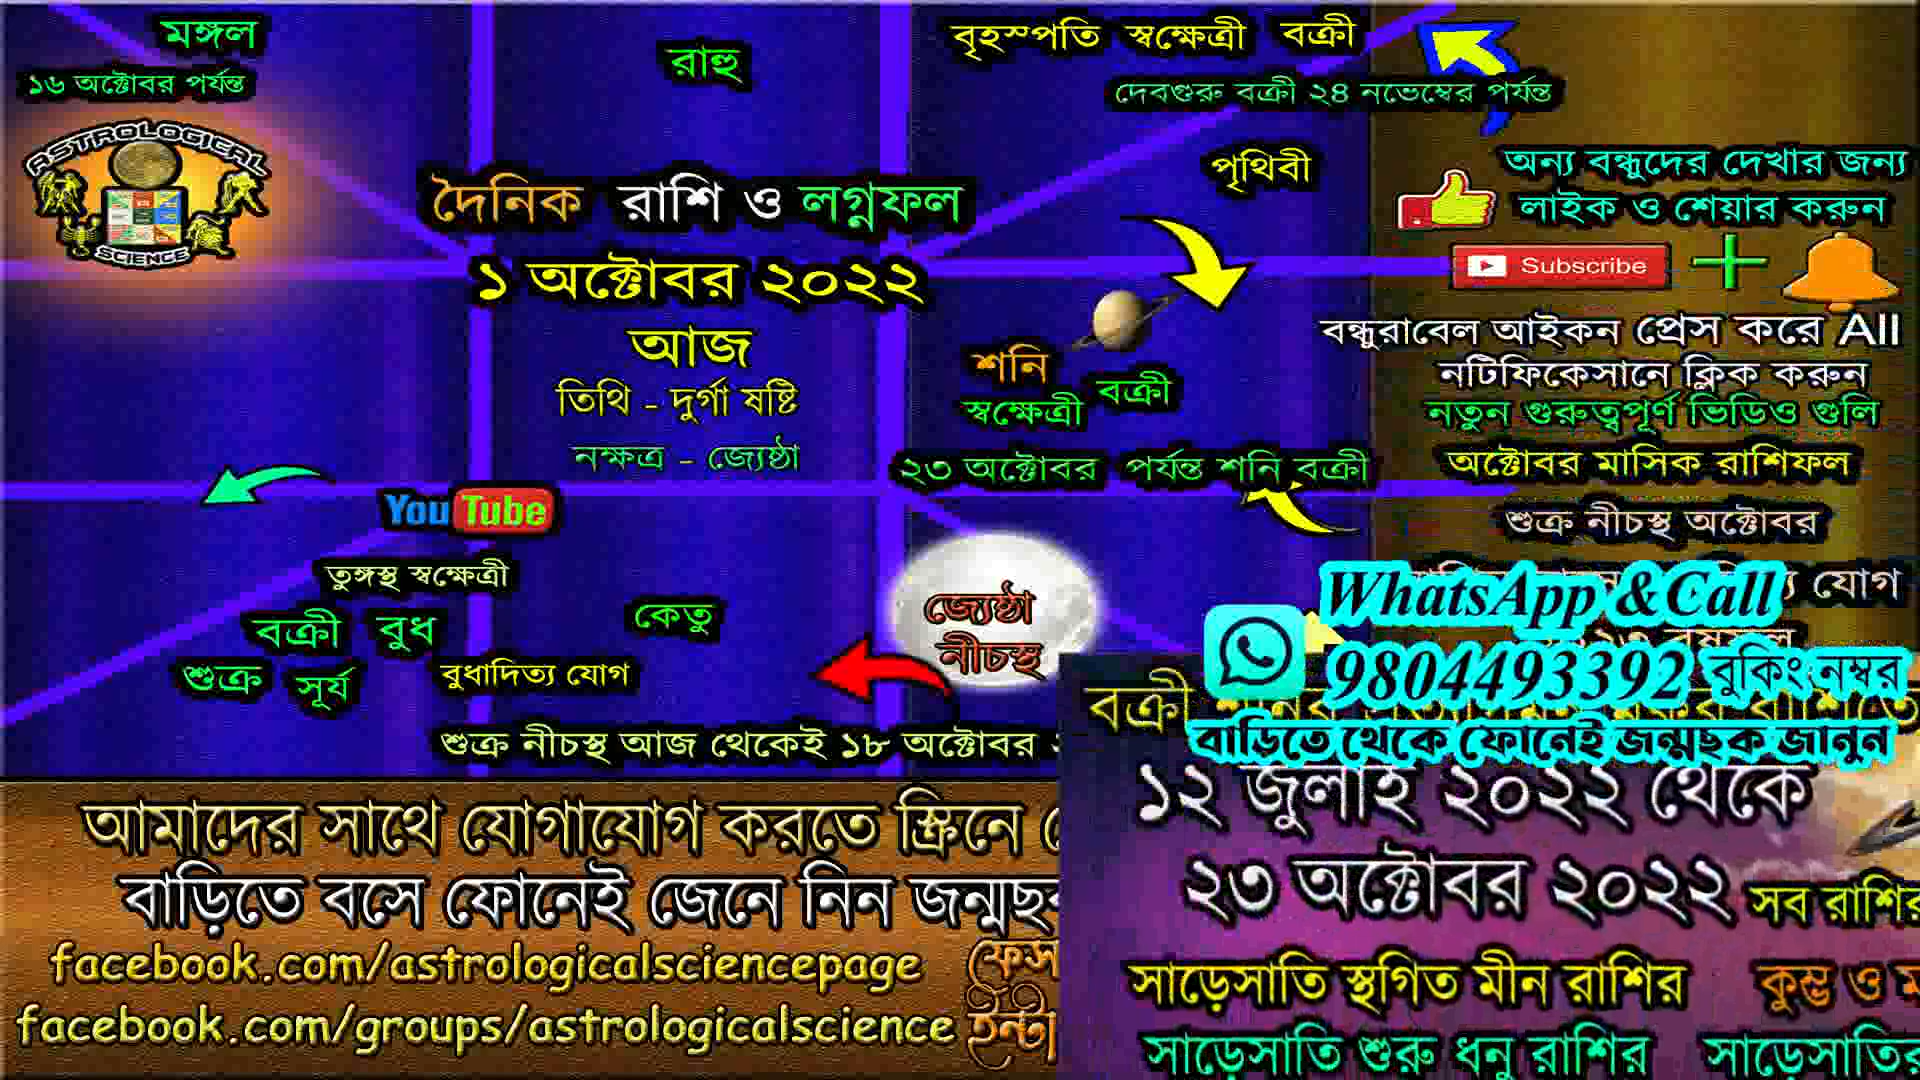 মঙ্গল
১৬ অক্টোবর পর্যন্ত
রাহু
বৃহস্পতি স্বক্ষেত্রী বক্রী
দেবগুরু বক্রী ২৪ নভেম্বের পর্যন্ত
ASTROLOGICAL
SCIENCE
পৃথিবী
দৈনিক রাশি ও লগ্নফল
১ অক্টোবর ২০২২
আজ
তিথি - দুর্গা ষষ্টি
নক্ষত্র - জ্যেষ্ঠা
শনি
স্বক্ষেত্রী বক্রী
২৩ অক্টোবর পর্যন্ত শনি বক্রী
অন্য বন্ধুদের দেখার জন্য
লাইক ও শেয়ার করুন
Subscribe
বন্ধুরাবেল আইকন প্রেস করে All
নটিফিকেসানে ক্লিক করুন
নতুন গুরুত্বপূর্ণ ভিডিও গুলি
অক্টোবর মাসিক রাশিফল
শুক্র নীচস্থ অক্টোবর
যোগ
YouTube
তুঙ্গস্থ স্বক্ষেত্রী
বক্রী বুধ
শুক্র সূর্য
বুধাদিত্য যোগ
কেতু
জ্যেষ্ঠা
নীচস্থ
শুক্র নীচস্থ আজ থেকেই ১৮ অক্টোবর
WhatsApp & Call
9804493392 বুকিং নম্বর
বাড়িতে থেকে ফোনেই জন্মছক জানুন
বক্রী
১২ জুলাই ২০২২ থেকে
২৩ অক্টোবর ২০২২ সব রাশির
সাড়েসাতি স্থগিত মীন রাশির কুম্ভ ও
সাড়েসাতি শুরু ধনু রাশির সাড়েসাতির
আমাদের সাথে যোগাযোগ করতে স্ক্রিনে
বাড়িতে বসে ফোনেই জেনে নিন
facebook.com/astrologicalsciencepage
facebook.com/groups/astrologicalscience